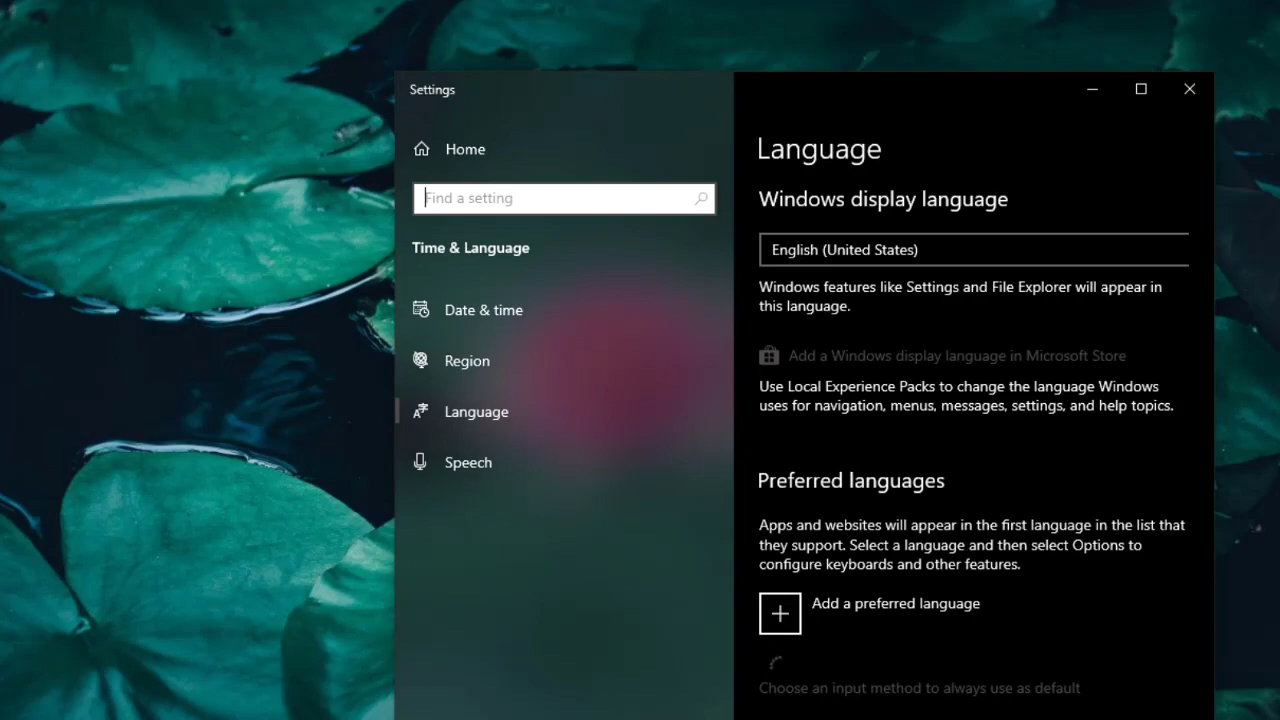 Settings
Home
Find a setting
Time & Language
Date & time
Region
Language
Speech
Language
Windows display language
English (United States)
Windows features like Settings and File Explorer will appear in
this language.
Add a Windows display language in Microsoft Store
Use Local Experience Packs to change the language Windows
uses for navigation, menus, messages, settings, and help topics.
Preferred languages
Apps and websites will appear in the first language in the list that
they support. Select a language and then select Options to
configure keyboards and other features.
Add a preferred language
Choose an input method to always use as default